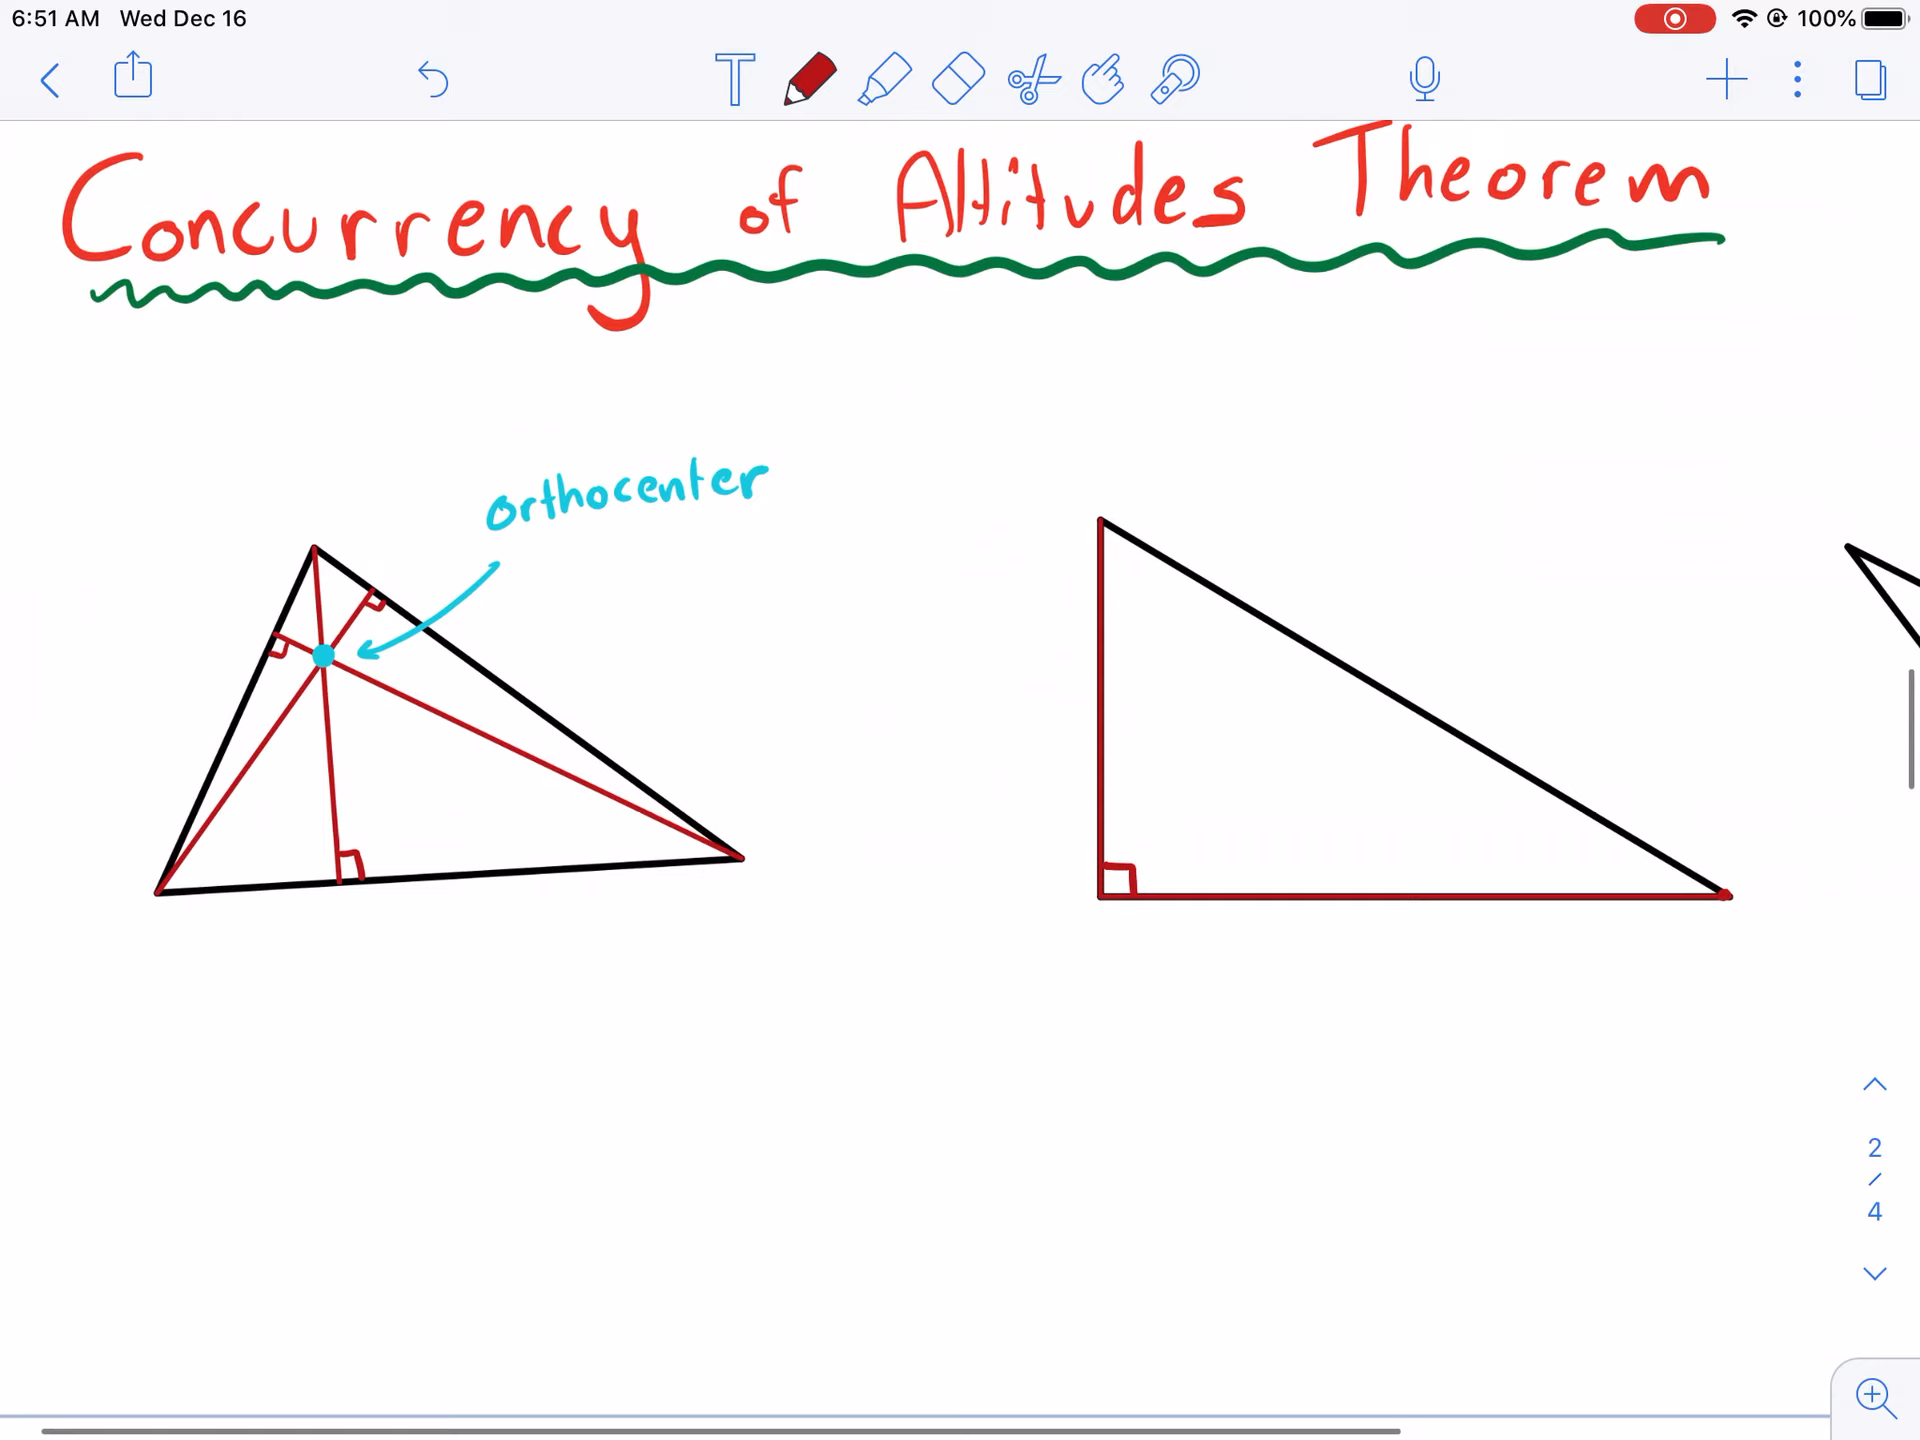 6:51 AM Wed Dec 16
100%
T
Concurrency of Altitudes Theorem
orthocenter
2
/
4